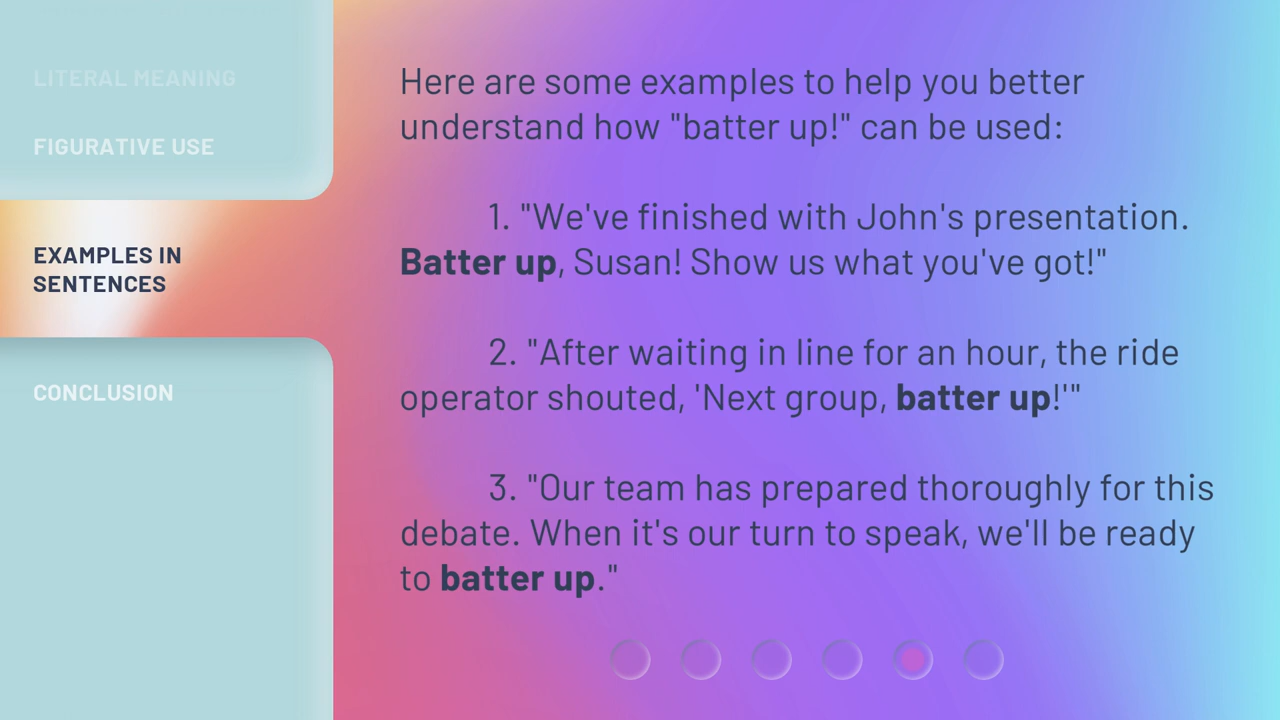 LITERAL MEANING
FIGURATIVE USE
EXAMPLES IN
SENTENCES
CONCLUSION
Here are some examples to help you better
understand how "batter up!" can be used:
1. "We've finished with John's presentation.
Batter up, Susan! Show us what you've got!"
2. "After waiting in line for an hour, the ride
operator shouted, 'Next group, batter up!'"
3. "Our team has prepared thoroughly for this
debate. When it's our turn to speak, we'll be ready
to batter up."